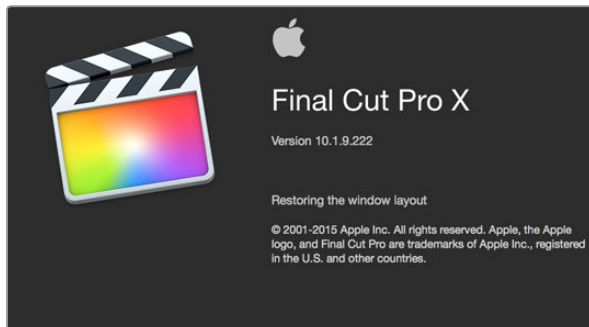 Final Cut Pro X
Version 10.1.9.222
Restoring the window layout
© 2001-2015 Apple Inc. All rights reserved. Apple, the Apple
logo, and Final Cut Pro are trademarks of Apple Inc., registered
in the U.S. and other countries.